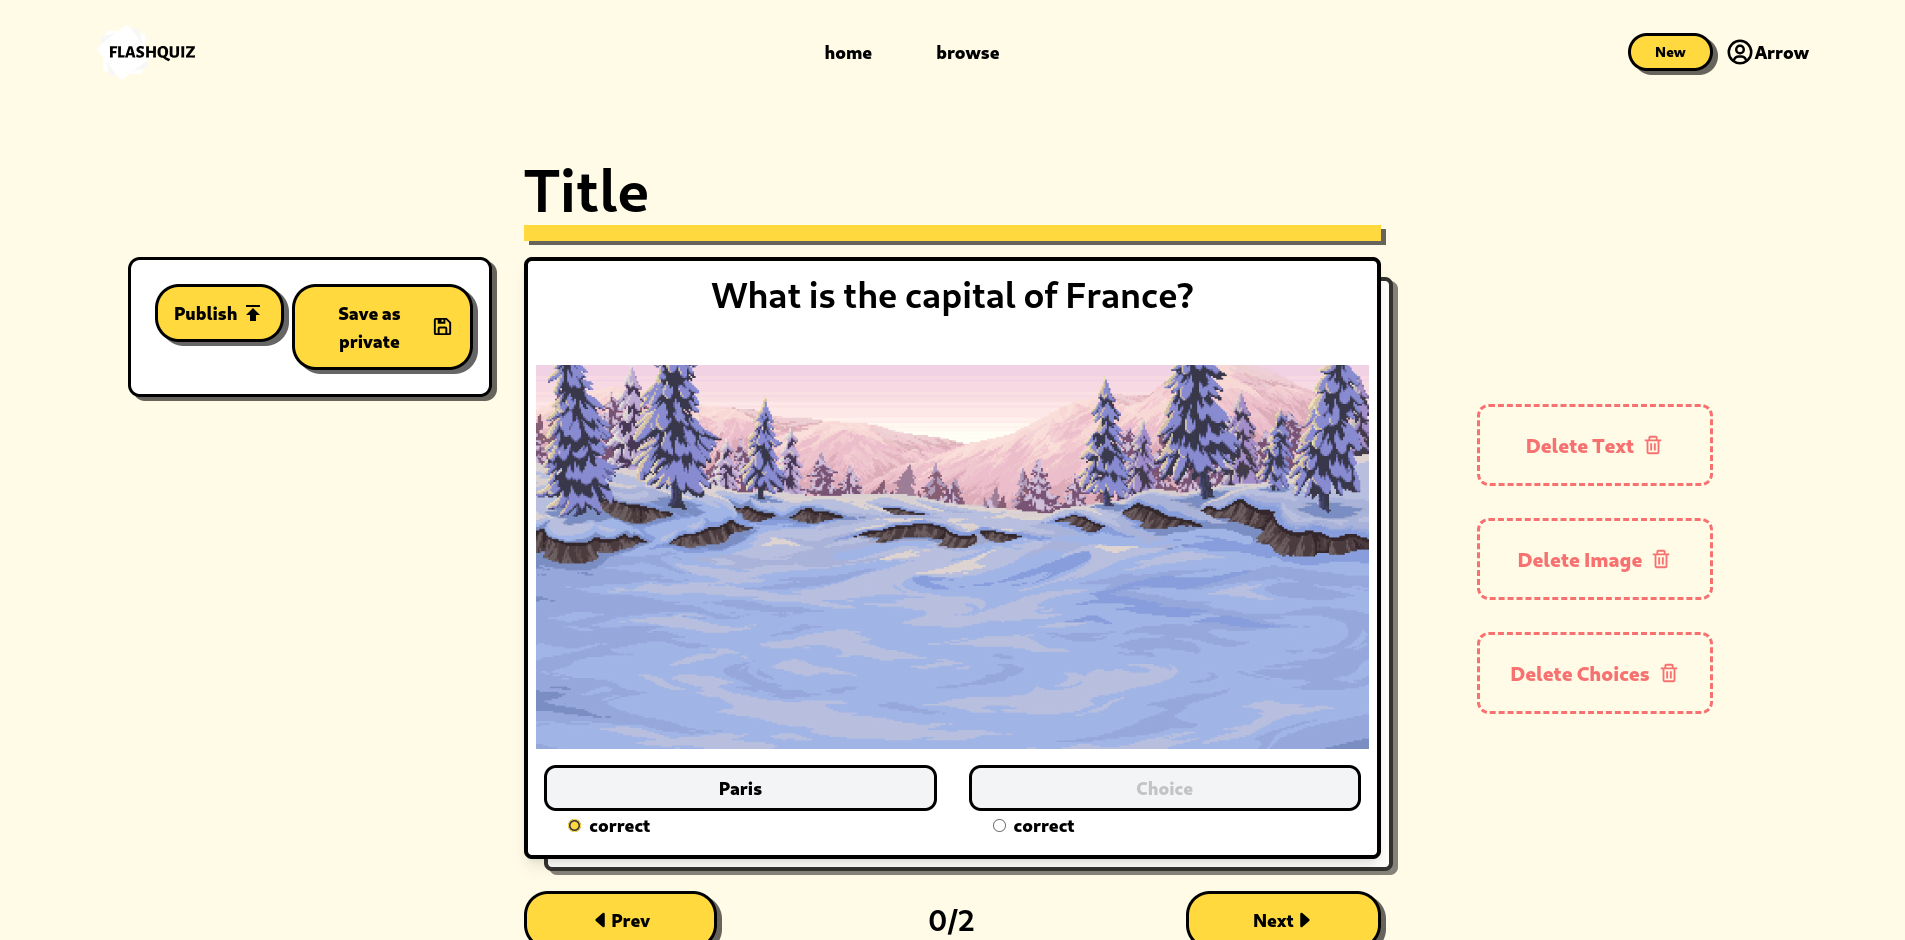 FLASHQUIZ
home
browse
New
Arrow
Title
Publish
Save as
private
What is the capital of France?
Paris
Choice
correct
correct
Delete Text
Delete Image
Delete Choices
Prev
0/2
Next